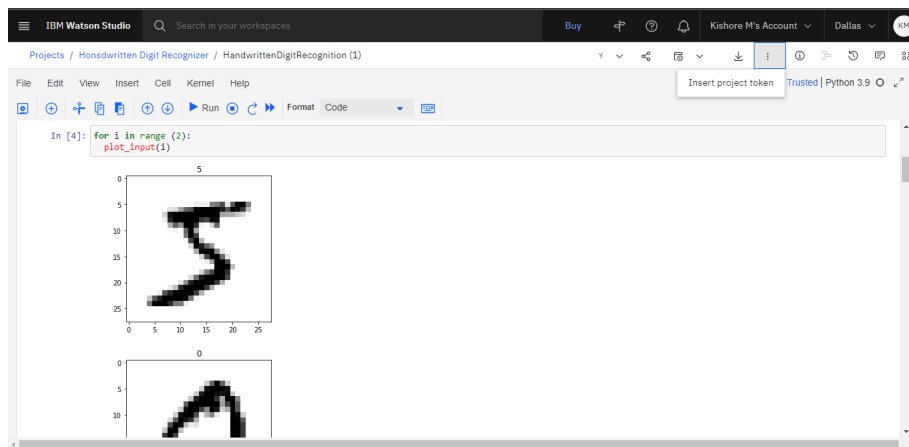 IBM Watson Studio
Search in your workspaces
Buy
Kishore M's Account
Dallas
KM
Projects / Honsdwritten Digit Recognizer / HandwrittenDigitRecognition (1)
Insert project token
File Edit View Insert Cell Kernel Help
Trusted | Python 3.9
Run
Format Code
In [4]: for i in range (2):
plot_input(i)
5
0
5
10
15
20
25
0 5 10 15 20 25
0
0
5
10